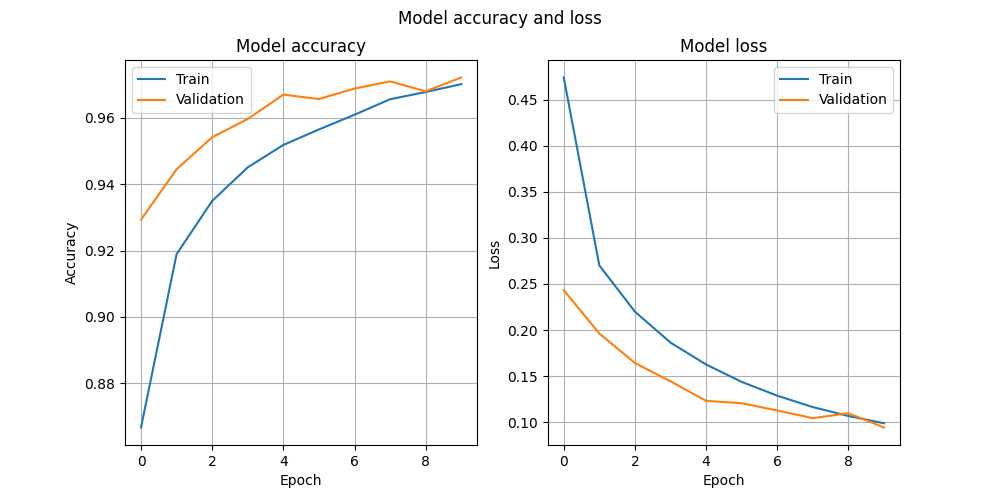 Model accuracy and loss
Model accuracy
Train
Validation
0.96
0.94
0.92
0.90
0.88
0 2 4 6 8
Accuracy
Epoch
Model loss
Train
Validation
0.45
0.40
0.35
0.30
0.25
0.20
0.15
0.10
0 2 4 6 8
Loss
Epoch